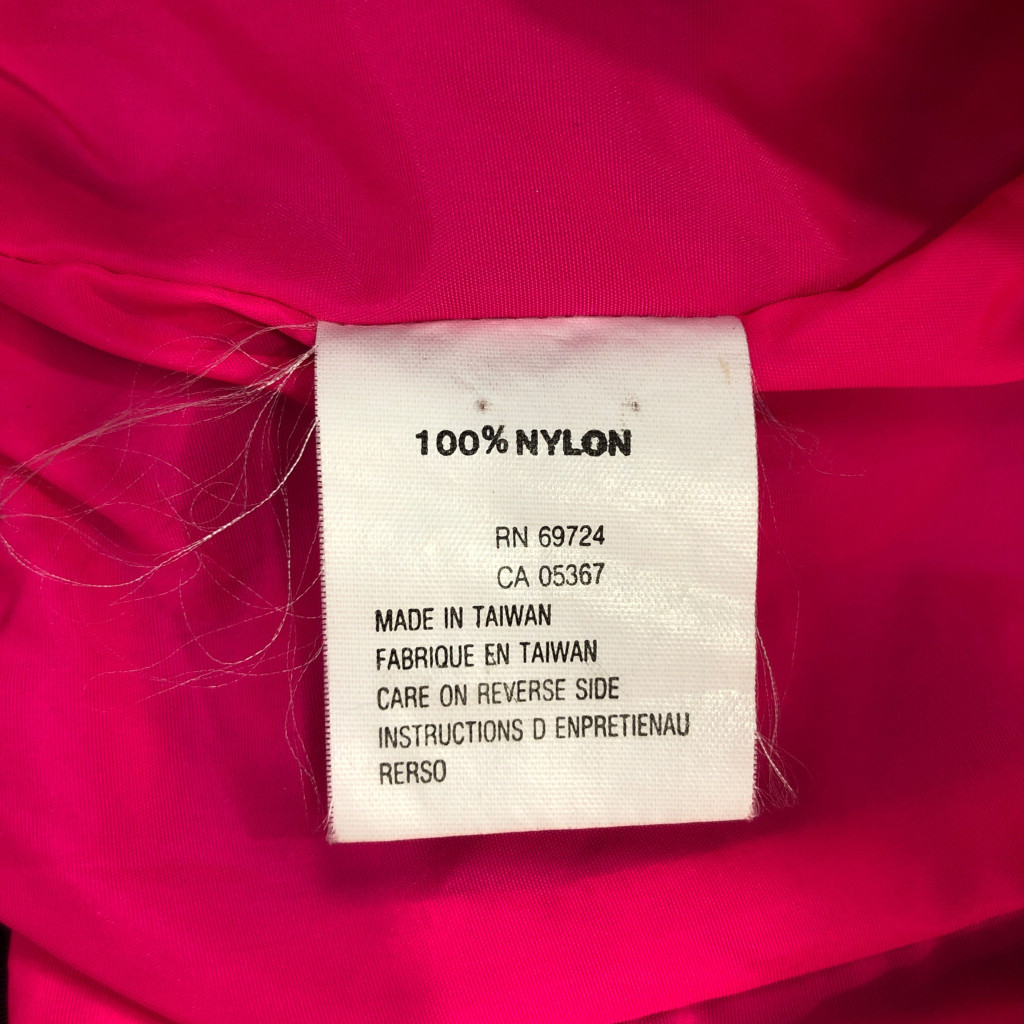 100% NYLON
RN 69724
CA 05367
MADE IN TAIWAN
FABRIQUE EN TAIWAN
CARE ON REVERSE SIDE
INSTRUCTIONS D ENPRETIENAU
RERSO